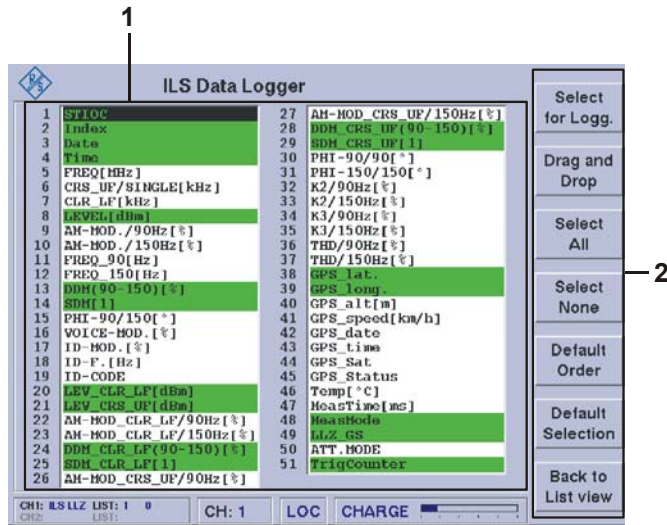 1
R/S
ILS Data Logger
1 STIOC
2 Index
3 Date
4 Time
5 FREQ[MHz]
6 CRS_UF/SINGLE[kHz]
7 CLR_LF[kHz]
8 LEVEL[dBm]
9 AM-MOD./90Hz[%]
10 AM-MOD./150Hz[%]
11 FREQ_90[Hz]
12 FREQ_150[Hz]
13 DDM(90-150)[%]
14 SDM[1]
15 PHI-90/150[°]
16 VOICE-MOD.[%]
17 ID-MOD.[%]
18 ID-F.[Hz]
19 ID-CODE
20 LEV_CLR_LF[dBm]
21 LEV_CRS_UF[dBm]
22 AM-MOD_CLR_LF/90Hz[%]
23 AM-MOD_CLR_LF/150Hz[%]
24 DDM_CLR_LF(90-150)[%]
25 SDM_CLR_LF[1]
26 AM-MOD_CRS_UF/90Hz[%]
27 AM-MOD_CRS_UF/150Hz[%]
28 DDM_CRS_UF(90-150)[%]
29 SDM_CRS_UF[1]
30 PHI-90/90[°]
31 PHI-150/150[°]
32 K2/90Hz[%]
33 K2/150Hz[%]
34 K3/90Hz[%]
35 K3/150Hz[%]
36 THD/90Hz[%]
37 THD/150Hz[%]
38 GPS_lat.
39 GPS_long.
40 GPS_alt[m]
41 GPS_speed[km/h]
42 GPS_date
43 GPS_time
44 GPS_Sat
45 GPS_Status
46 Temp[°C]
47 MeasTime[ms]
48 MeasMode
49 LLZ_GS
50 ATT.MODE
51 TrigCounter
Select
for Logg.
Drag and
Drop
Select
All
Select
None
Default
Order
Default
Selection
Back to
List view
2
CH1: ILS LLZ LIST: 1 0
CH2: LIST:
CH: 1
LOC
CHARGE